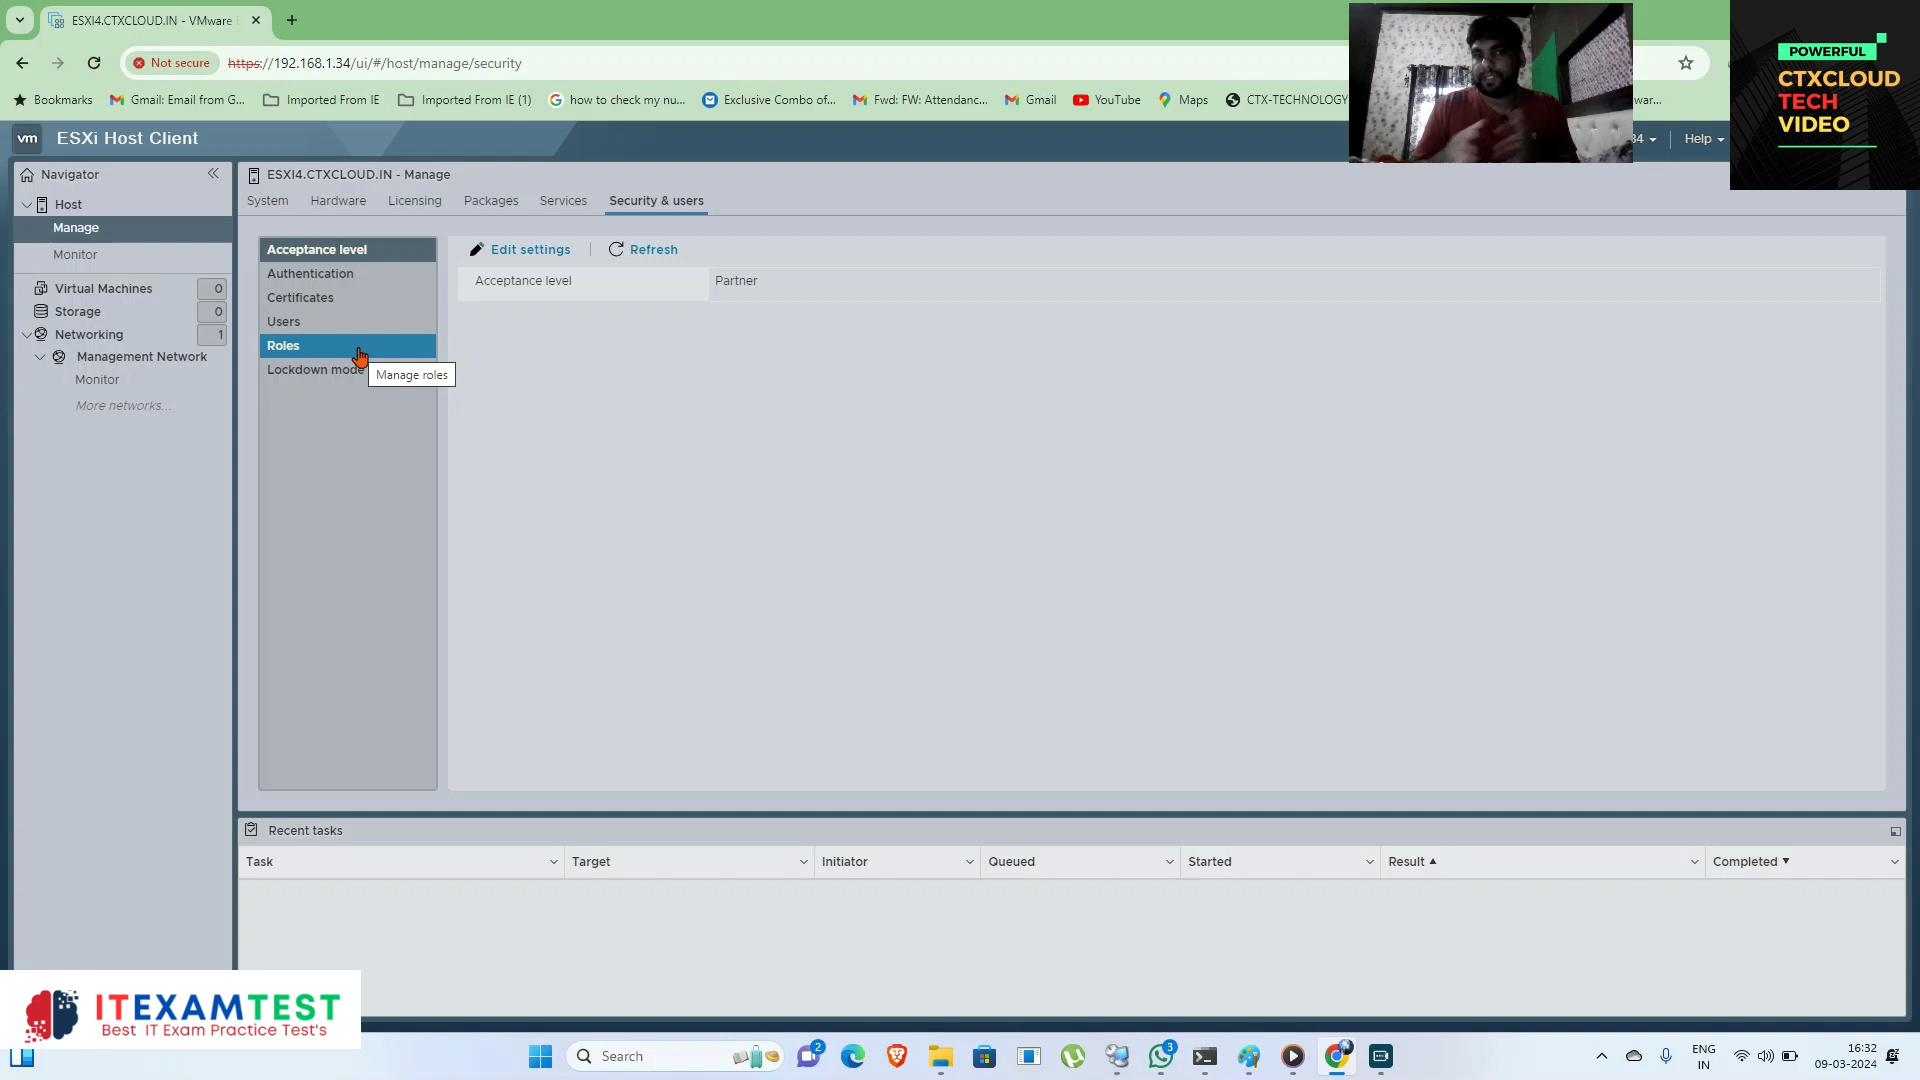 ESXI4.CTXCLOUD.IN - VMware
Not secure https://192.168.1.34/ui/#/host/manage/security
Bookmarks Gmail: Email from G... Imported From IE Imported From IE (1) how to check my nu... Exclusive Combo of... Fwd: FW: Attendanc... Gmail YouTube Maps CTX-TECHNOLOGY
POWERFUL
CTXCLOUD
TECH
VIDEO
vm ESXi Host Client
Help
Navigator
Host
Manage
Monitor
Virtual Machines 0
Storage 0
Networking 1
Management Network
Monitor
More networks...
ESXI4.CTXCLOUD.IN - Manage
System Hardware Licensing Packages Services Security & users
Acceptance level
Authentication
Certificates
Users
Roles
Lockdown mode
Manage roles
Edit settings Refresh
Acceptance level Partner
Recent tasks
Task Target Initiator Queued Started Result Completed
ITEXAMTEST
Best IT Exam Practice Test's
Search
2
3
ENG
IN
16:32
09-03-2024